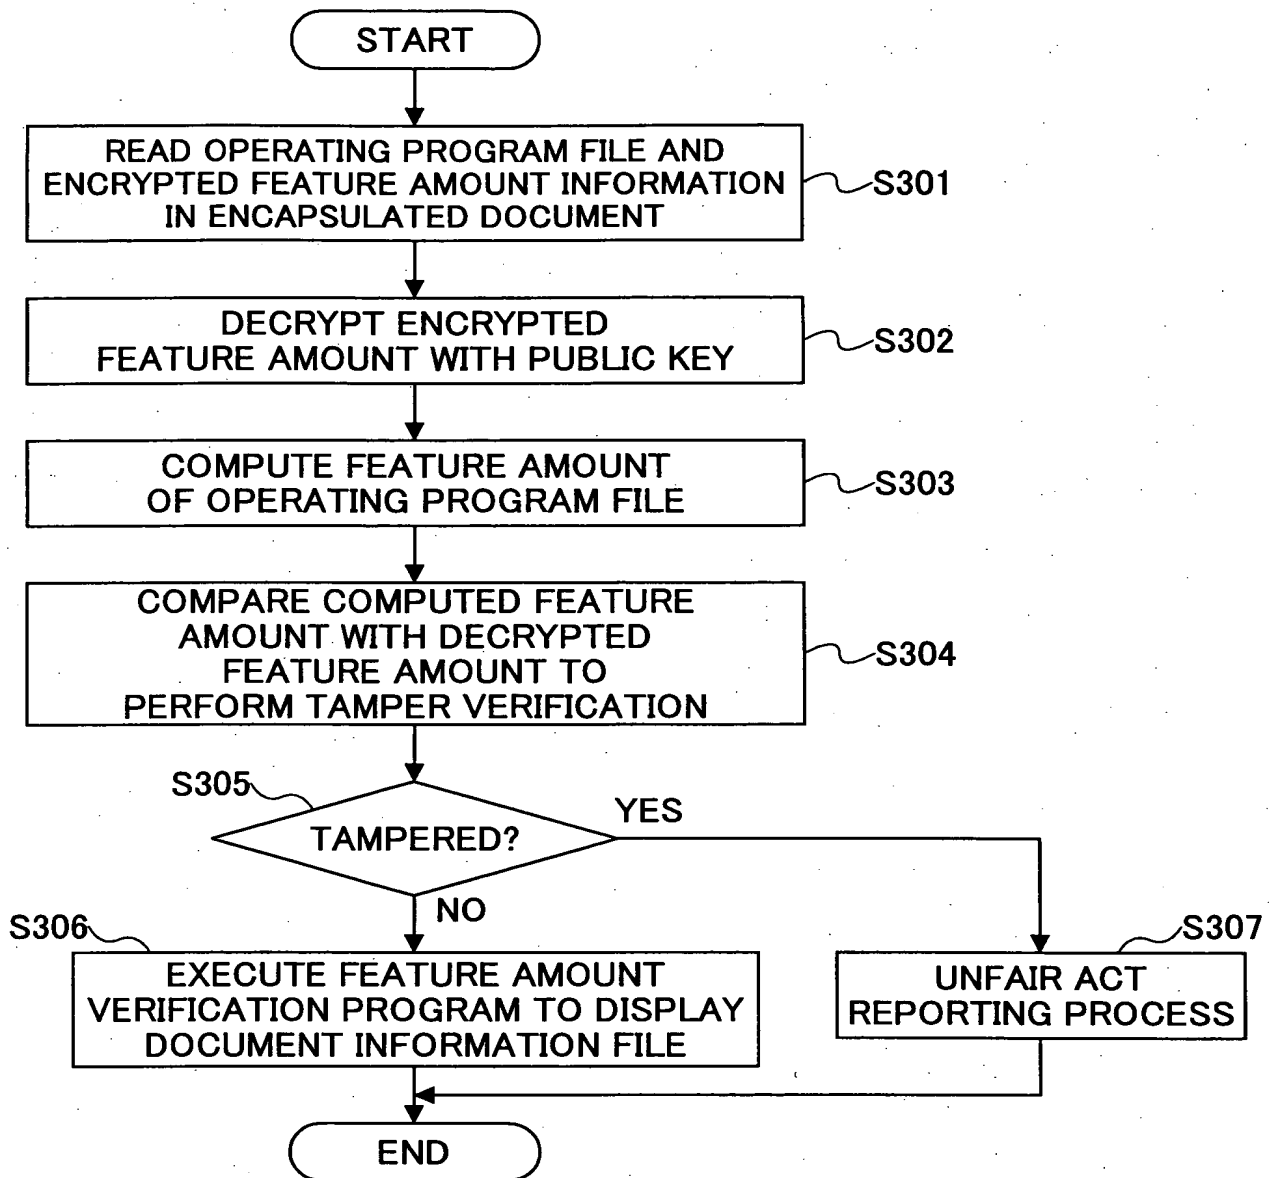 START
READ OPERATING PROGRAM FILE AND
ENCRYPTED FEATURE AMOUNT INFORMATION
IN ENCAPSULATED DOCUMENT
S301
DECRYPT ENCRYPTED
FEATURE AMOUNT WITH PUBLIC KEY
S302
COMPUTE FEATURE AMOUNT
OF OPERATING PROGRAM FILE
S303
COMPARE COMPUTED FEATURE
AMOUNT WITH DECRYPTED
FEATURE AMOUNT TO
PERFORM TAMPER VERIFICATION
S304
S305
TAMPERED?
YES
NO
S306
EXECUTE FEATURE AMOUNT
VERIFICATION PROGRAM TO DISPLAY
DOCUMENT INFORMATION FILE
S307
UNFAIR ACT
REPORTING PROCESS
END